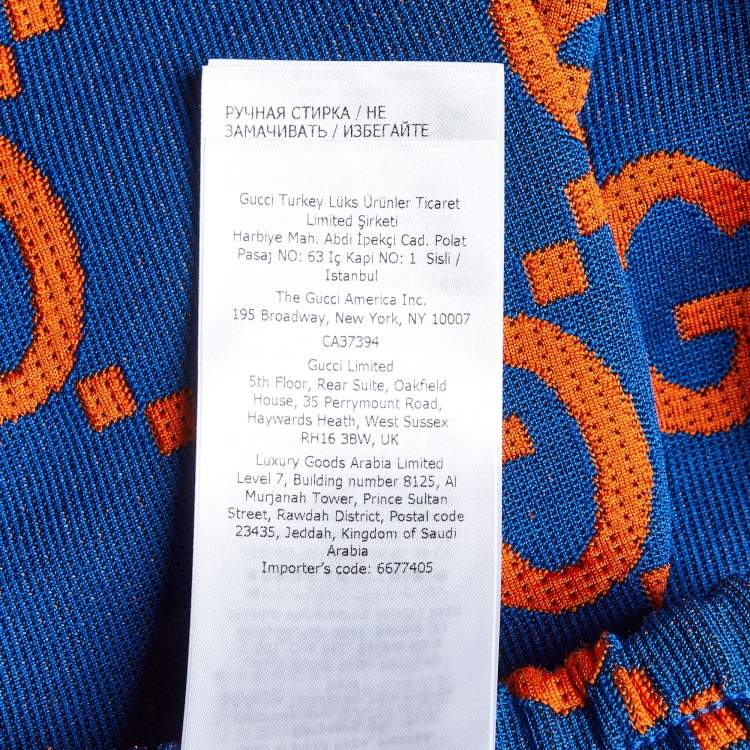 РУЧНАЯ СТИРКА / НЕ
ЗАМАЧИВАТЬ / ИЗБЕГАЙТЕ
Gucci Turkey Lüks Ürünler Ticaret
Limited Şirketi
Harbiye Mah. Abdi İpekçi Cad. Polat
Pasaj NO: 63 İç Kapi NO: 1 Sisli /
Istanbul
The Gucci America Inc.
195 Broadway, New York, NY 10007
CA37394
Gucci Limited
5th Floor, Rear Suite, Oakfield
House, 35 Perrymount Road,
Haywards Heath, West Sussex
RH16 3BW, UK
Luxury Goods Arabia Limited
Level 7, Building number 8125, Al
Murjanah Tower, Prince Sultan
Street, Rawdah District, Postal code
23435, Jeddah, Kingdom of Saudi
Arabia
Importer's code: 6677405
G